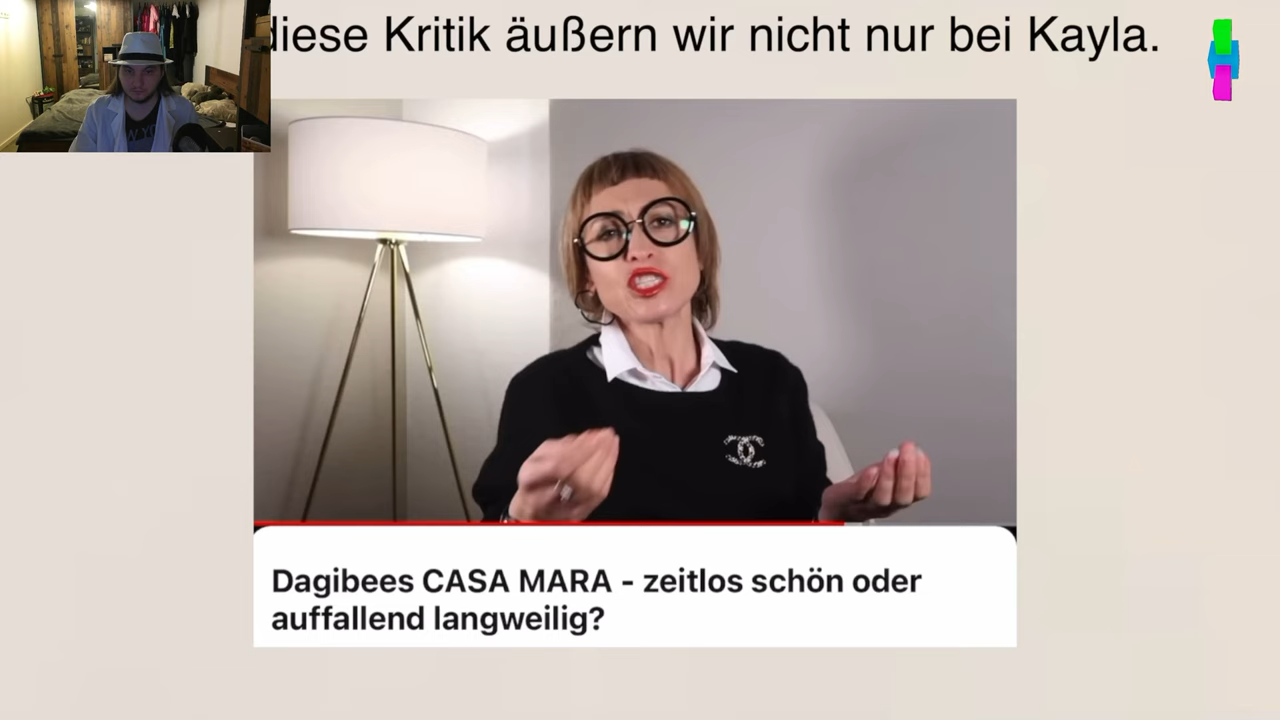 diese Kritik äußern wir nicht nur bei Kayla.
Dagibees CASA MARA - zeitlos schön oder
auffallend langweilig?